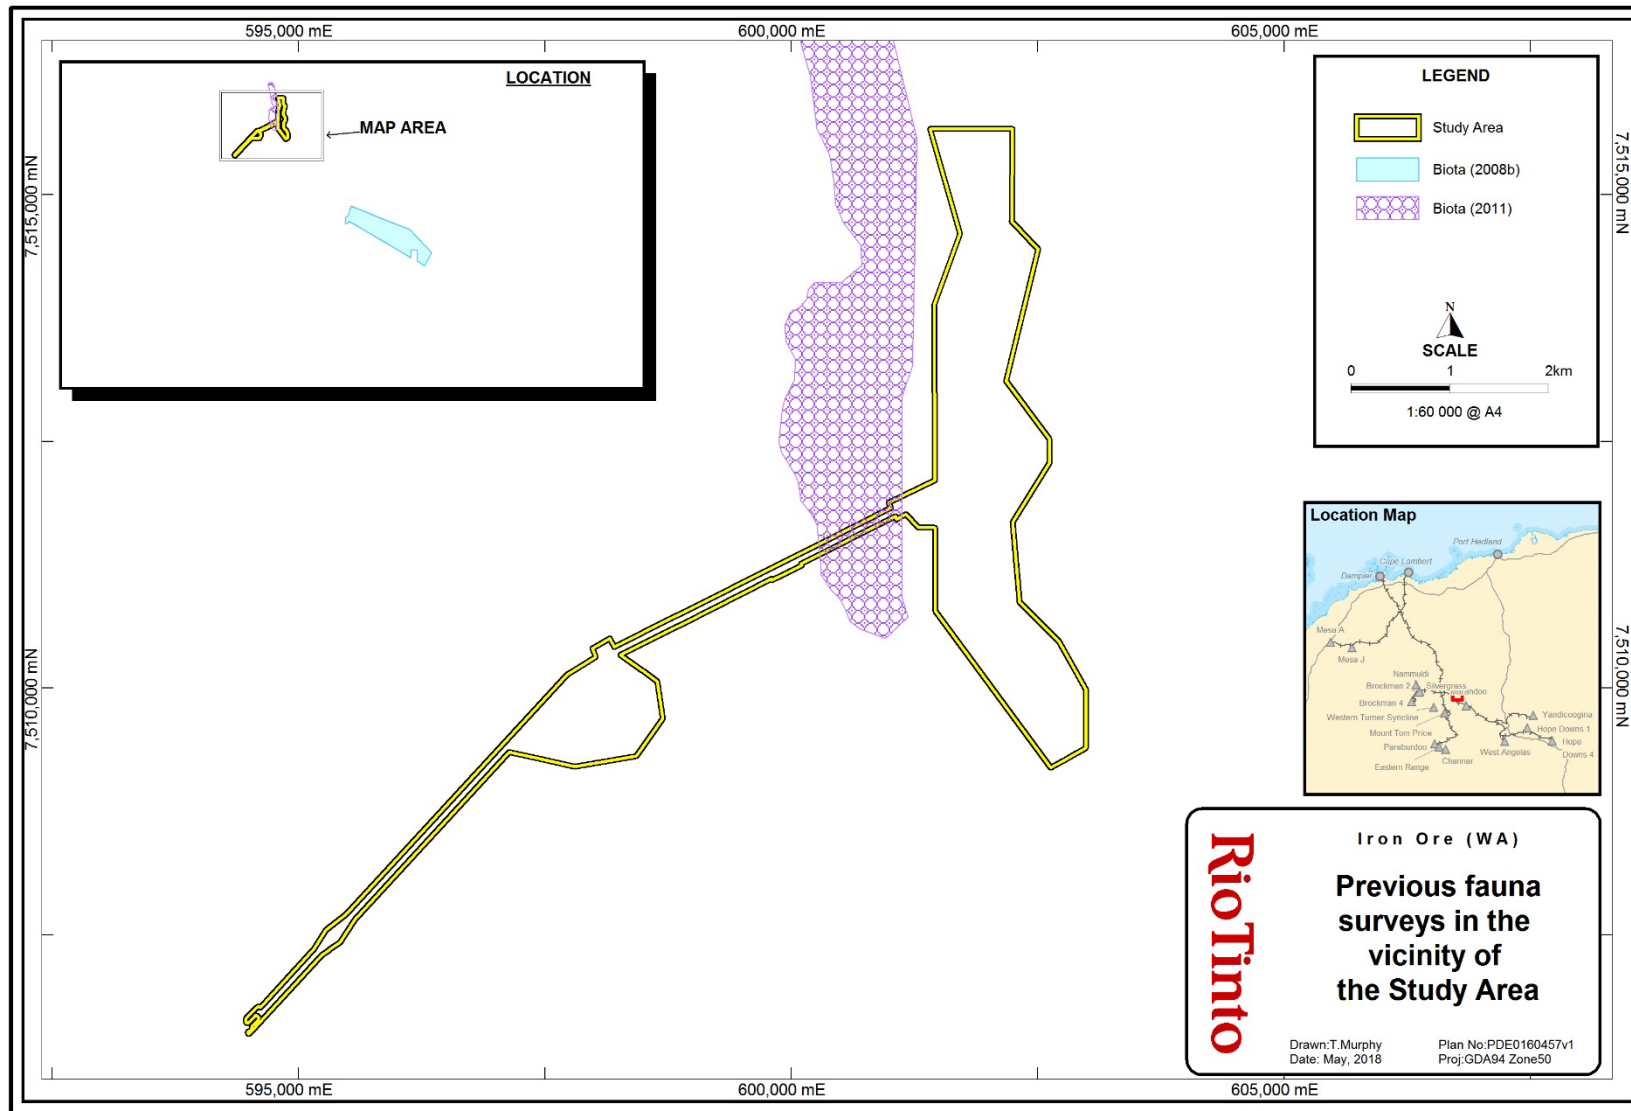 595,000 mE
600,000 mE
605,000 mE
7,515,000 mN
7,510,000 mN
LOCATION
MAP AREA
LEGEND
Study Area
Biota (2008b)
Biota (2011)
N
SCALE
0 1 2km
1:60 000 @ A4
7,515,000 mN
7,510,000 mN
Location Map
Port Hedland
Cape Lambert
Dampier
Mesa A
Mesa J
Nammuldi
Brockman 2
Silvergrass
Brockman 4
Western Turner Syncline
Yandicoogina
Hope Downs 1
Mount Tom Price
Paraburdoo
West Angelas
Hope
Downs 4
Eastern Range
Channar
RioTinto
Iron Ore (WA)
Previous fauna
surveys in the
vicinity of
the Study Area
Drawn:T.Murphy
Date: May, 2018
Plan No:PDE0160457v1
Proj:GDA94 Zone50
595,000 mE
600,000 mE
605,000 mE